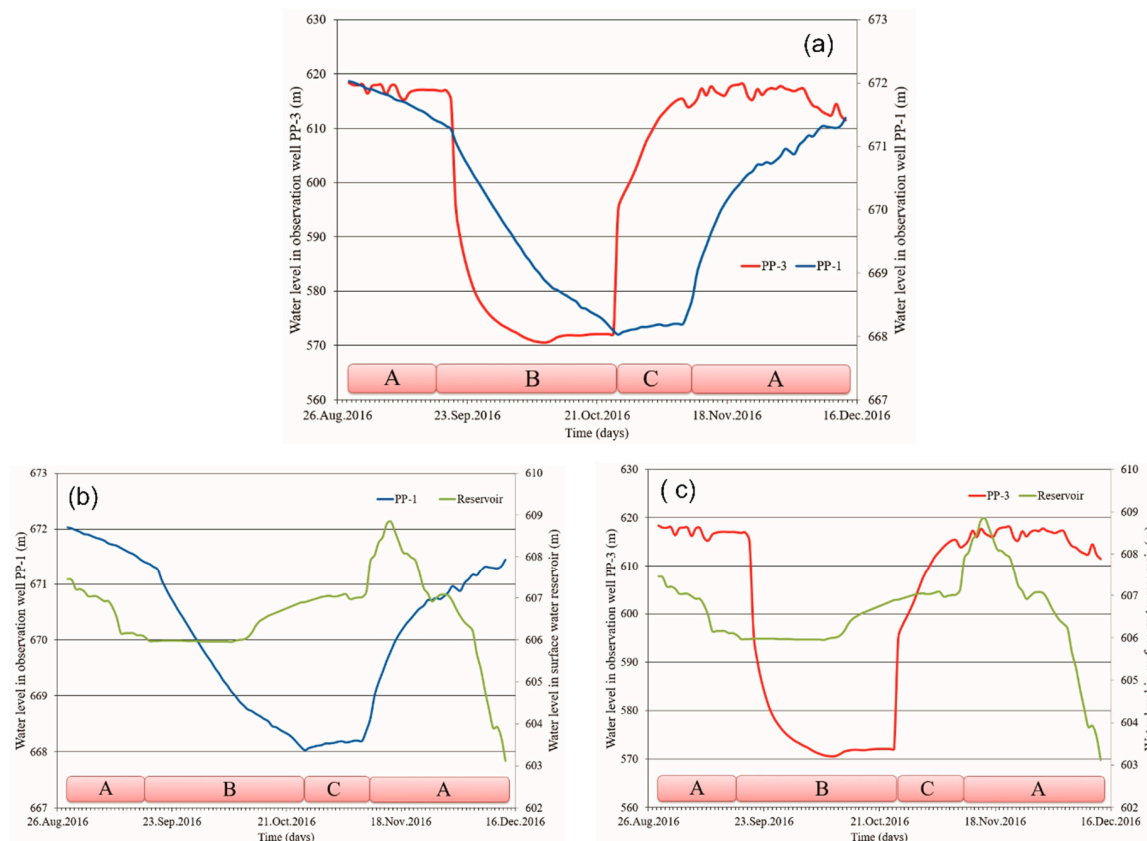 (a)
630
620
610
600
590
580
570
560
Water level in observation well PP-3 (m)
673
672
671
670
669
668
667
Water level in observation well PP-1 (m)
PP-3
PP-1
A
B
C
A
26.Aug.2016
23.Sep.2016
21.Oct.2016
18.Nov.2016
16.Dec.2016
Time (days)
(b)
673
672
671
670
669
668
667
Water level in observation well PP-1 (m)
610
609
608
607
606
605
604
603
602
Water level in surface water reservoir (m)
PP-1
Reservoir
A
B
C
A
26.Aug.2016
23.Sep.2016
21.Oct.2016
18.Nov.2016
16.Dec.2016
Time (days)
( c)
630
620
610
600
590
580
570
560
Water level in observation well PP-3 (m)
610
609
608
607
606
605
604
603
602
PP-3
Reservoir
A
B
C
A
26.Aug.2016
23.Sep.2016
21.Oct.2016
18.Nov.2016
16.Dec.2016
Time (days)